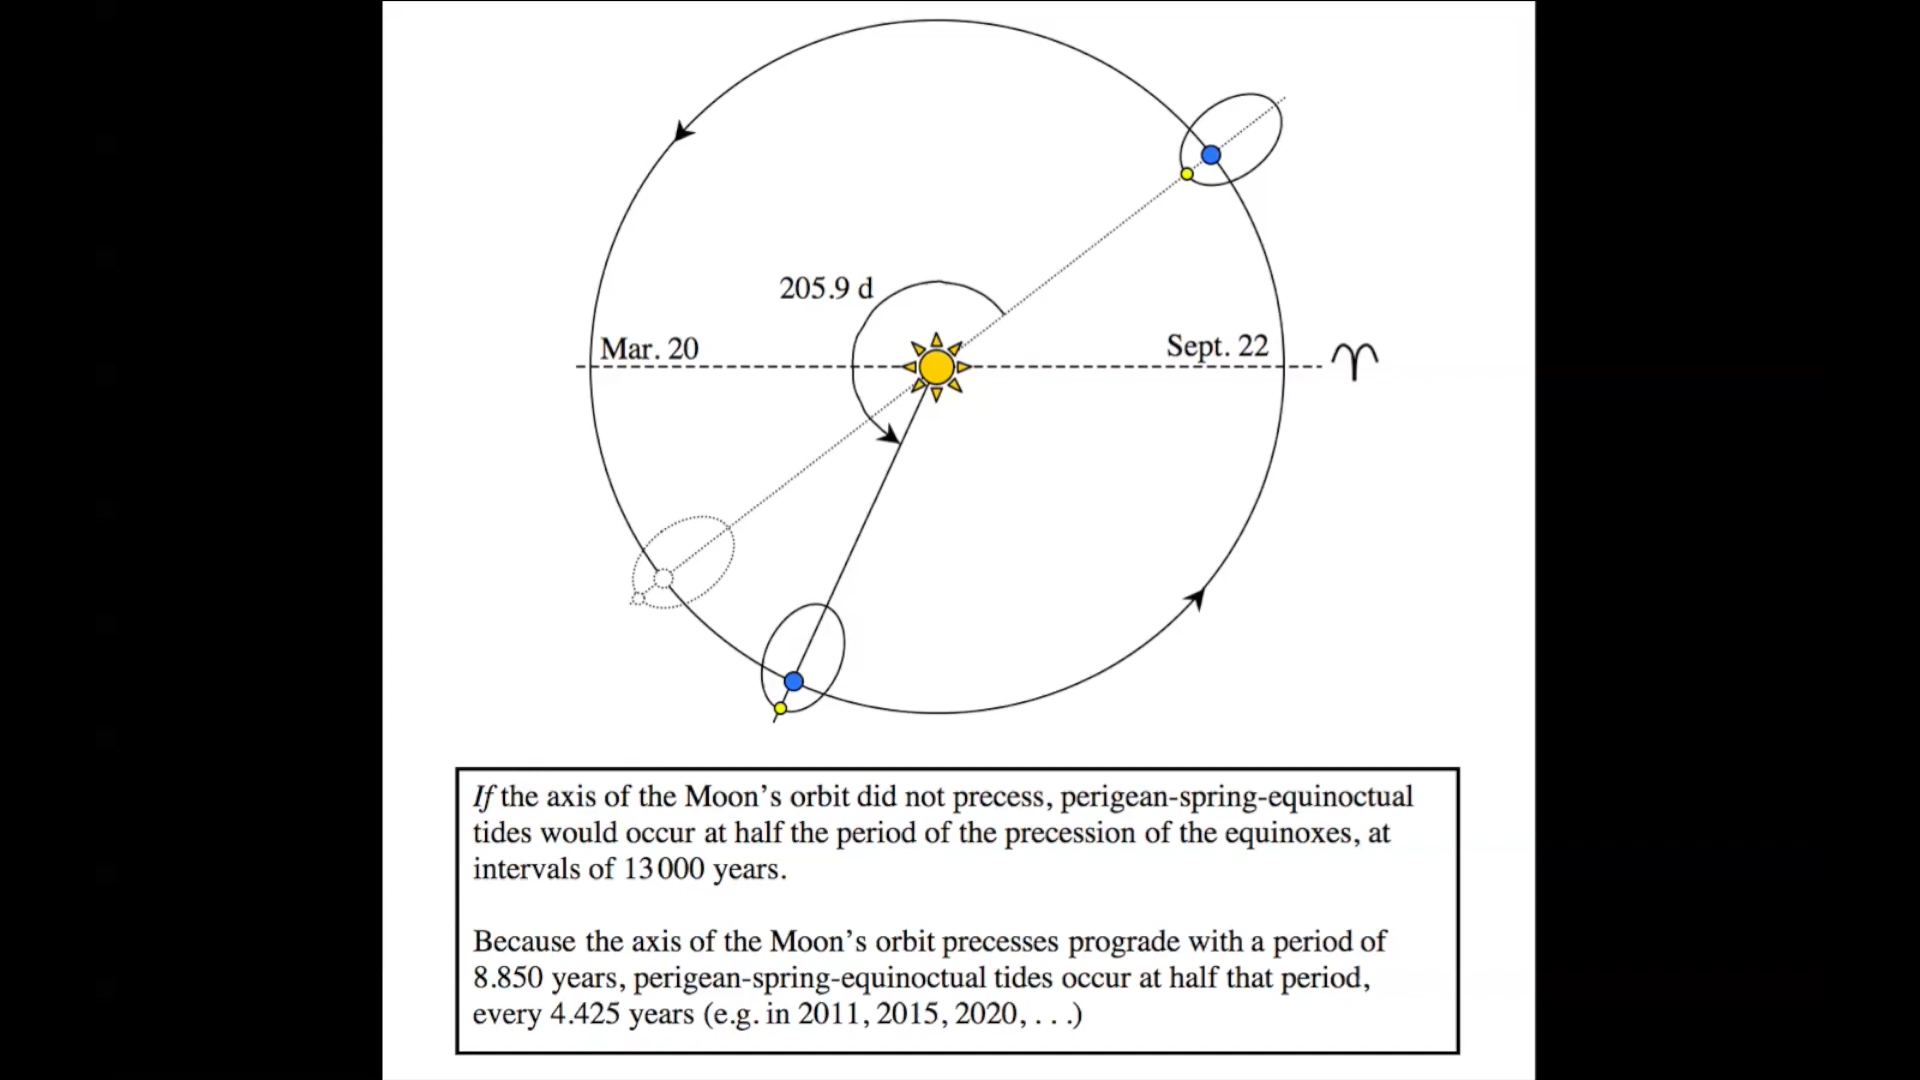 205.9 d
Mar. 20
Sept. 22
♈
If the axis of the Moon’s orbit did not precess, perigean-spring-equinoctual
tides would occur at half the period of the precession of the equinoxes, at
intervals of 13 000 years.
Because the axis of the Moon’s orbit precesses prograde with a period of
8.850 years, perigean-spring-equinoctual tides occur at half that period,
every 4.425 years (e.g. in 2011, 2015, 2020, . . .)